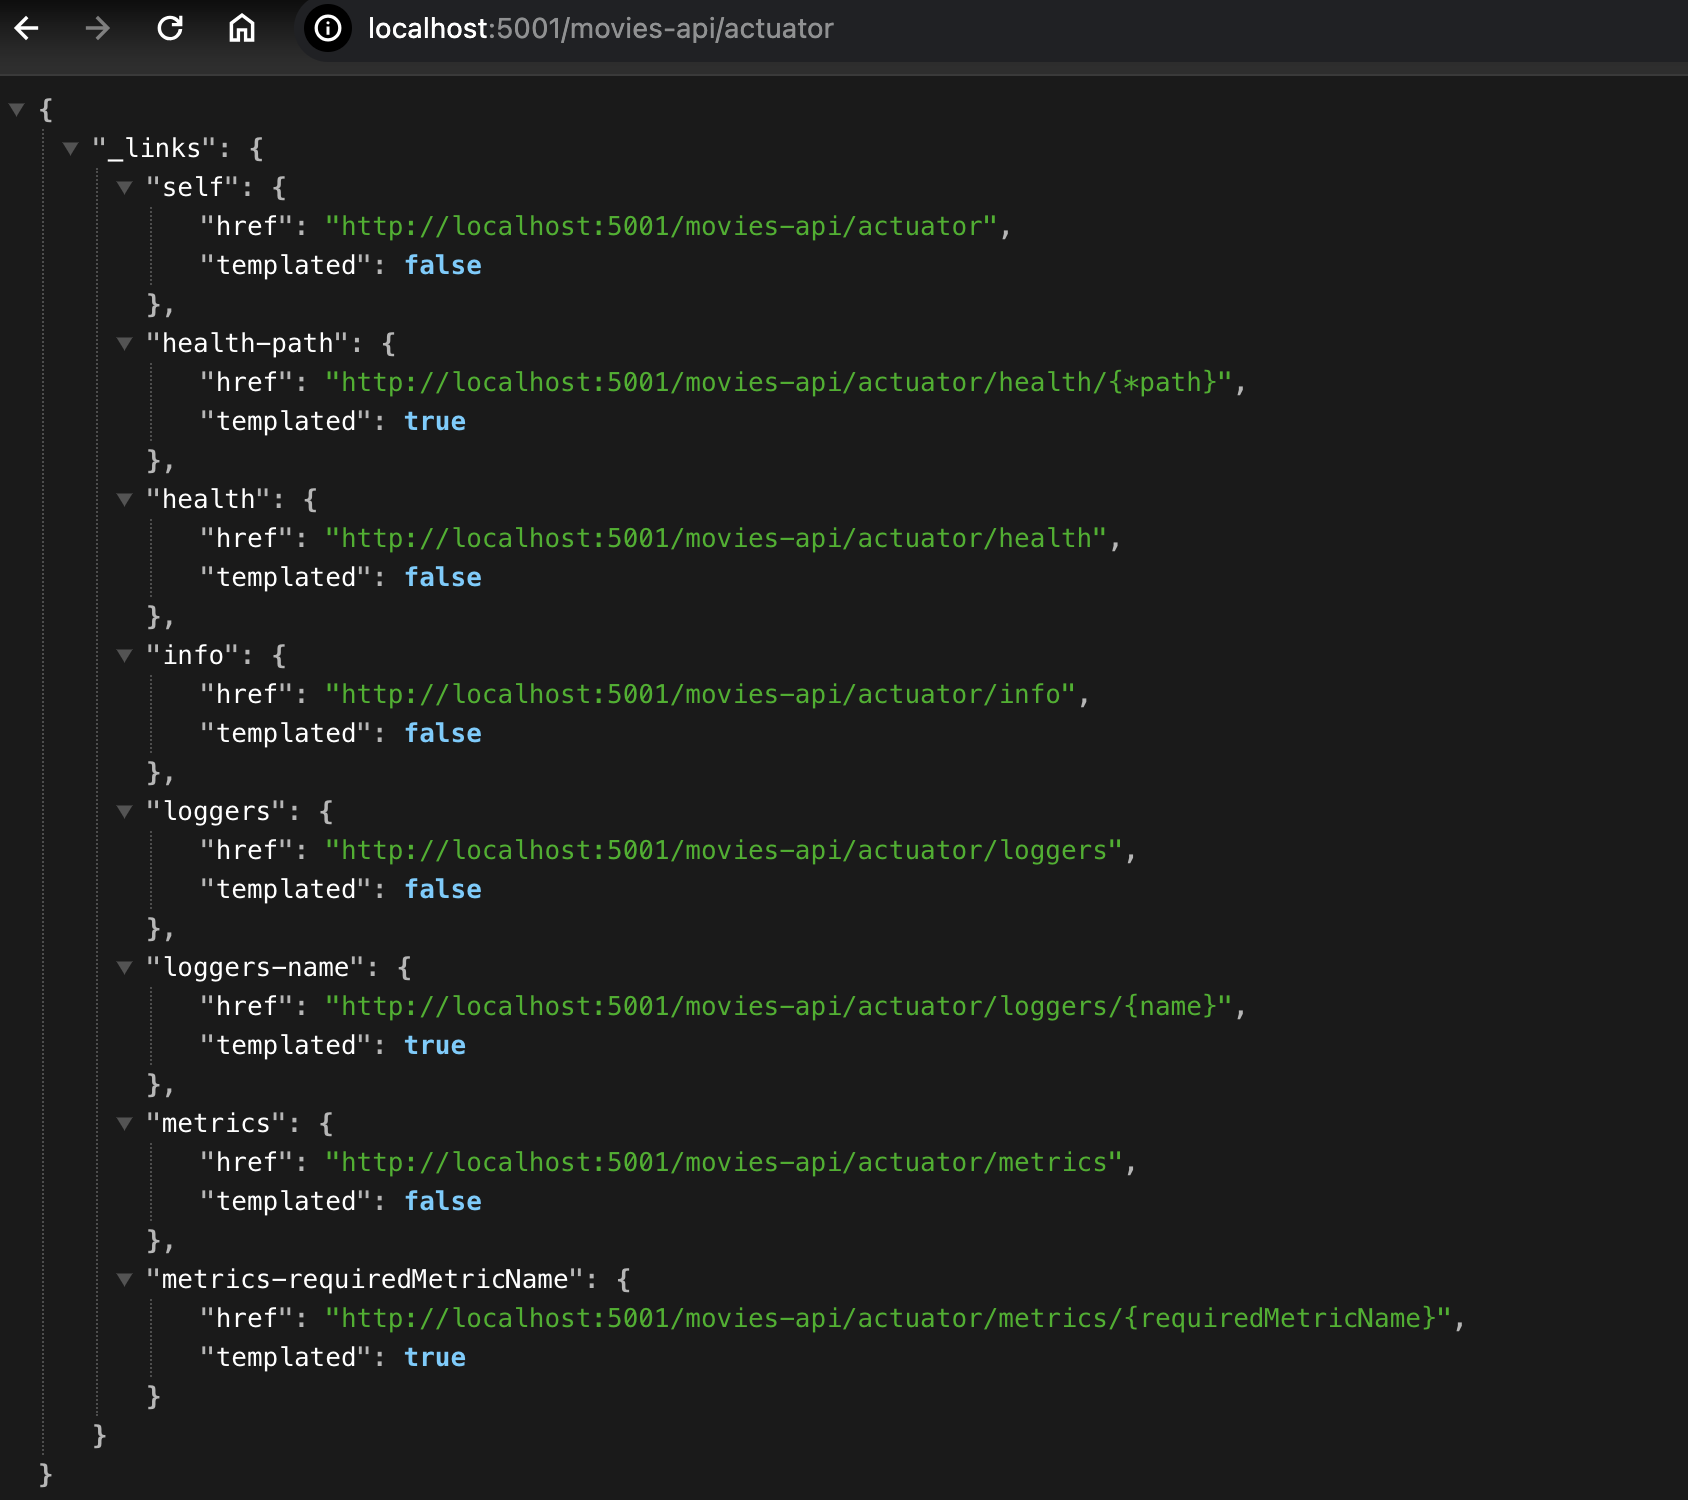 localhost:5001/movies-api/actuator
{
"_links": {
"self": {
"href": "http://localhost:5001/movies-api/actuator",
"templated": false
},
"health-path": {
"href": "http://localhost:5001/movies-api/actuator/health/{*path}",
"templated": true
},
"health": {
"href": "http://localhost:5001/movies-api/actuator/health",
"templated": false
},
"info": {
"href": "http://localhost:5001/movies-api/actuator/info",
"templated": false
},
"loggers": {
"href": "http://localhost:5001/movies-api/actuator/loggers",
"templated": false
},
"loggers-name": {
"href": "http://localhost:5001/movies-api/actuator/loggers/{name}",
"templated": true
},
"metrics": {
"href": "http://localhost:5001/movies-api/actuator/metrics",
"templated": false
},
"metrics-requiredMetricName": {
"href": "http://localhost:5001/movies-api/actuator/metrics/{requiredMetricName}",
"templated": true
}
}
}